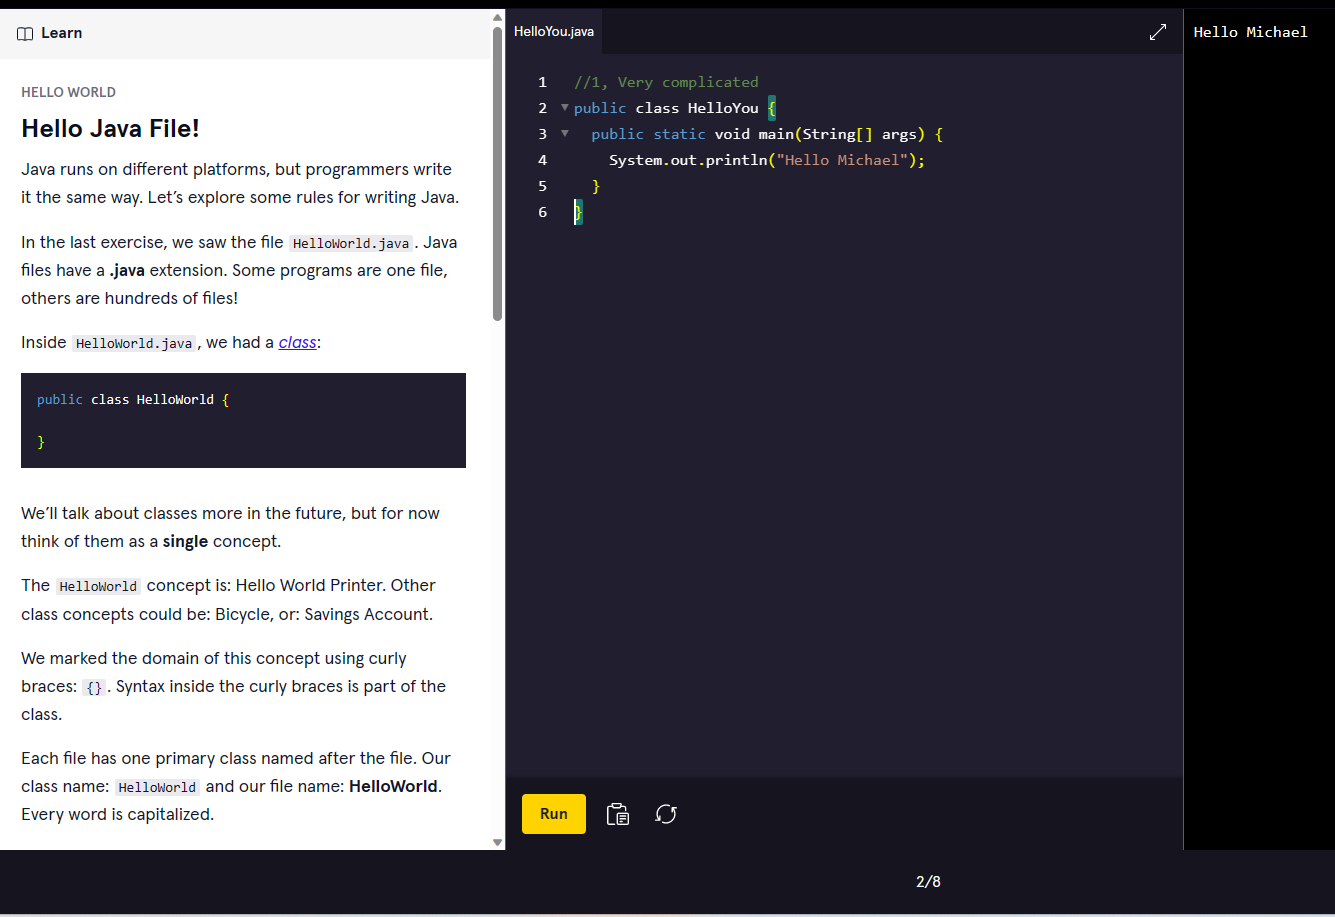 Learn
HELLO WORLD
Hello Java File!
Java runs on different platforms, but programmers write
it the same way. Let’s explore some rules for writing Java.
In the last exercise, we saw the file HelloWorld.java. Java
files have a .java extension. Some programs are one file,
others are hundreds of files!
Inside HelloWorld.java, we had a class:
public class HelloWorld {
}
We’ll talk about classes more in the future, but for now
think of them as a single concept.
The HelloWorld concept is: Hello World Printer. Other
class concepts could be: Bicycle, or: Savings Account.
We marked the domain of this concept using curly
braces: {}. Syntax inside the curly braces is part of the
class.
Each file has one primary class named after the file. Our
class name: HelloWorld and our file name: HelloWorld.
Every word is capitalized.
HelloYou.java
1 //1, Very complicated
2 public class HelloYou {
3 public static void main(String[] args) {
4 System.out.println("Hello Michael");
5 }
6 }
Run
Hello Michael
2/8